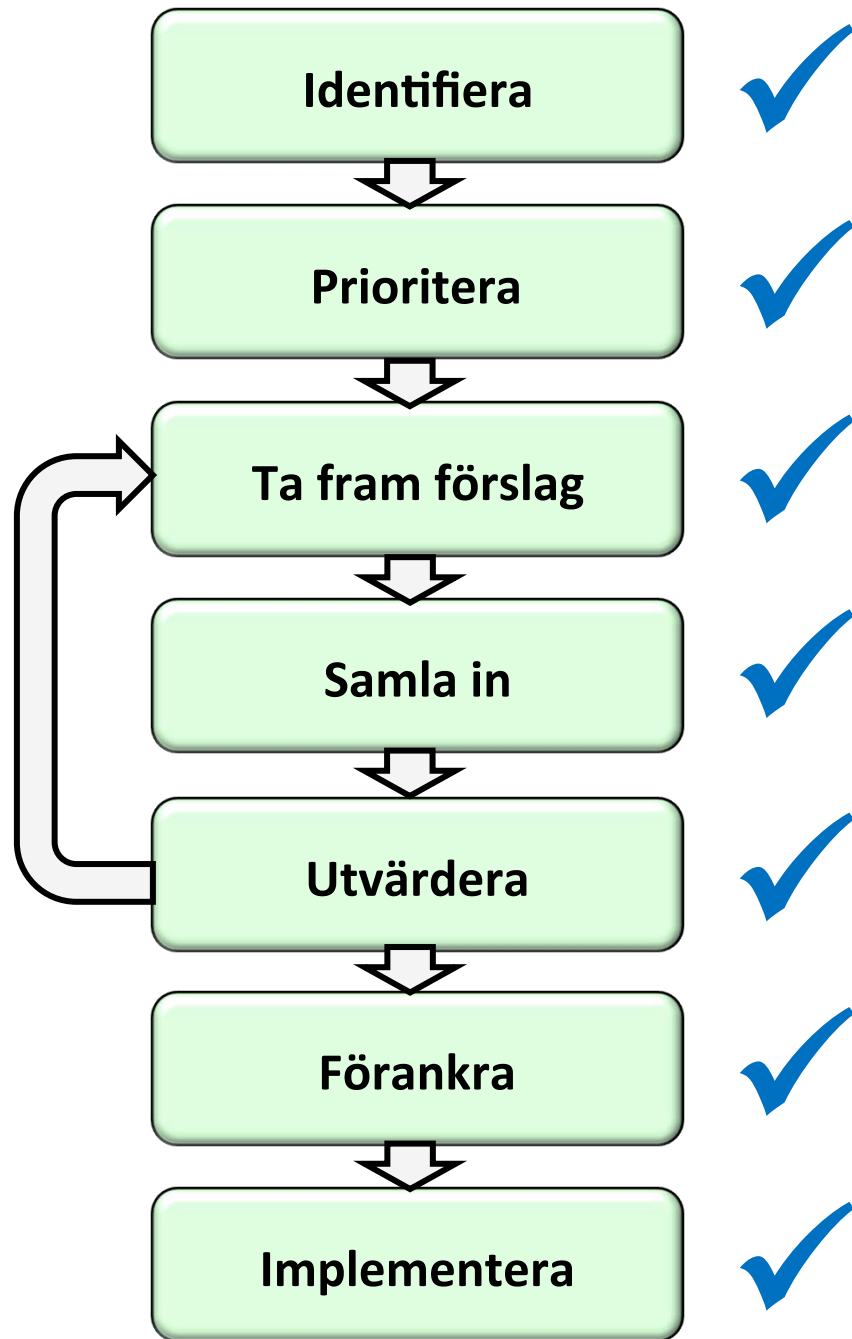 Identifiera
Prioritera
Ta fram förslag
Samla in
Utvärdera
Förankra
Implementera